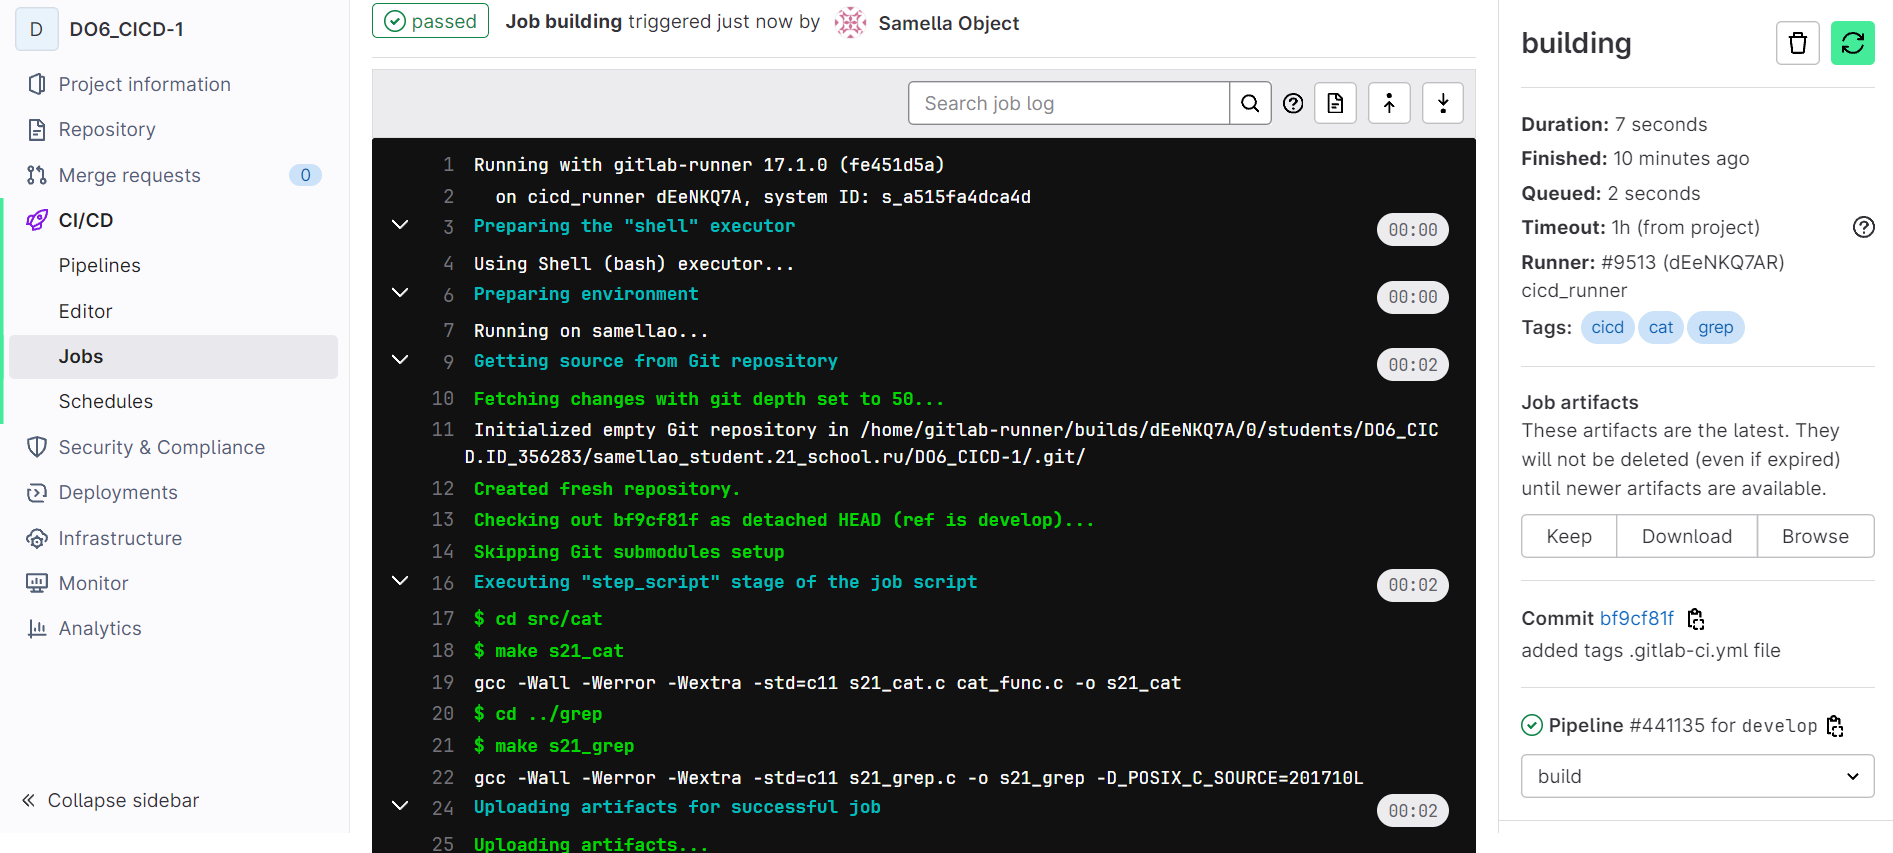 D DO6_CICD-1
Project information
Repository
Merge requests 0
CI/CD
Pipelines
Editor
Jobs
Schedules
Security & Compliance
Deployments
Infrastructure
Monitor
Analytics
Collapse sidebar
passed Job building triggered just now by Samella Object
Search job log
1 Running with gitlab-runner 17.1.0 (fe451d5a)
2 on cicd_runner dEeNKQ7A, system ID: s_a515fa4dca4d
3 Preparing the "shell" executor 00:00
4 Using Shell (bash) executor...
6 Preparing environment 00:00
7 Running on samellao...
9 Getting source from Git repository 00:02
10 Fetching changes with git depth set to 50...
11 Initialized empty Git repository in /home/gitlab-runner/builds/dEeNKQ7A/0/students/DO6_CIC
D.ID_356283/samellao_student.21_school.ru/DO6_CICD-1/.git/
12 Created fresh repository.
13 Checking out bf9cf81f as detached HEAD (ref is develop)...
14 Skipping Git submodules setup
16 Executing "step_script" stage of the job script 00:02
17 $ cd src/cat
18 $ make s21_cat
19 gcc -Wall -Werror -Wextra -std=c11 s21_cat.c cat_func.c -o s21_cat
20 $ cd ../grep
21 $ make s21_grep
22 gcc -Wall -Werror -Wextra -std=c11 s21_grep.c -o s21_grep -D_POSIX_C_SOURCE=201710L
24 Uploading artifacts for successful job 00:02
25 Uploading artifacts...
building
Duration: 7 seconds
Finished: 10 minutes ago
Queued: 2 seconds
Timeout: 1h (from project)
Runner: #9513 (dEeNKQ7AR)
cicd_runner
Tags: cicd cat grep
Job artifacts
These artifacts are the latest. They
will not be deleted (even if expired)
until newer artifacts are available.
Keep Download Browse
Commit bf9cf81f
added tags .gitlab-ci.yml file
Pipeline #441135 for develop
build